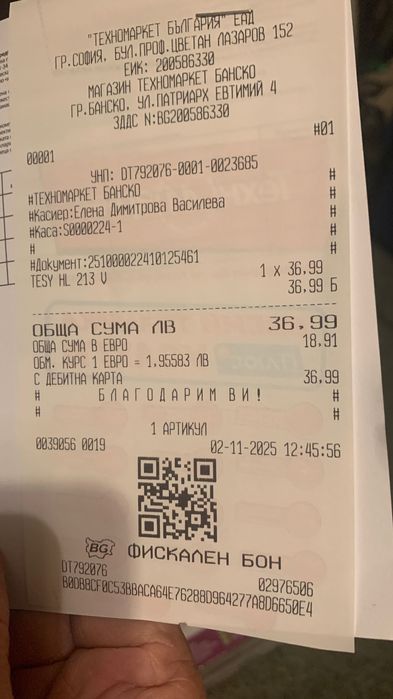 "ТЕХНОМАРКЕТ БЪЛГАРИЯ" ЕАД
ГР.СОФИЯ, БУЛ.ПРОФ.ЦВЕТАН ЛАЗАРОВ 152
ЕИК: 200586330
МАГАЗИН ТЕХНОМАРКЕТ БАНСКО
ГР.БАНСКО, УЛ.ПАТРИАРХ ЕВТИМИЙ 4
ЗДДС N:BG200586330
#01
00001
УНП: DT792076-0001-0023685
#ТЕХНОМАРКЕТ БАНСКО #
#Касиер:Елена Димитрова Василева #
#Каса:S0000224-1 #
# #
#Документ:251000022410125461 #
TESY HL 213 V 1 x 36,99
36,99 Б
ОБЩА СУМА ЛВ 36,99
ОБЩА СУМА В ЕВРО 18,91
ОБМ. КУРС 1 ЕВРО = 1,95583 ЛВ
С ДЕБИТНА КАРТА 36,99
# БЛАГОДАРИМ ВИ! #
# #
1 АРТИКУЛ
0039056 0019 02-11-2025 12:45:56
BG ФИСКАЛЕН БОН
DT792076 02976506
B0DB8CF0C53BBACA64E76288D964277A8D6650E4